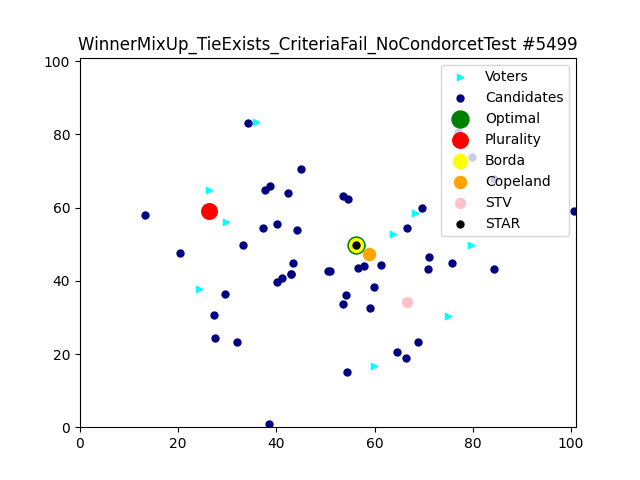 WinnerMixUp_TieExists_CriteriaFail_NoCondorcetTest #5499
100
80
60
40
20
0
0 20 40 60 80 100
Voters
Candidates
Optimal
Plurality
Borda
Copeland
STV
STAR